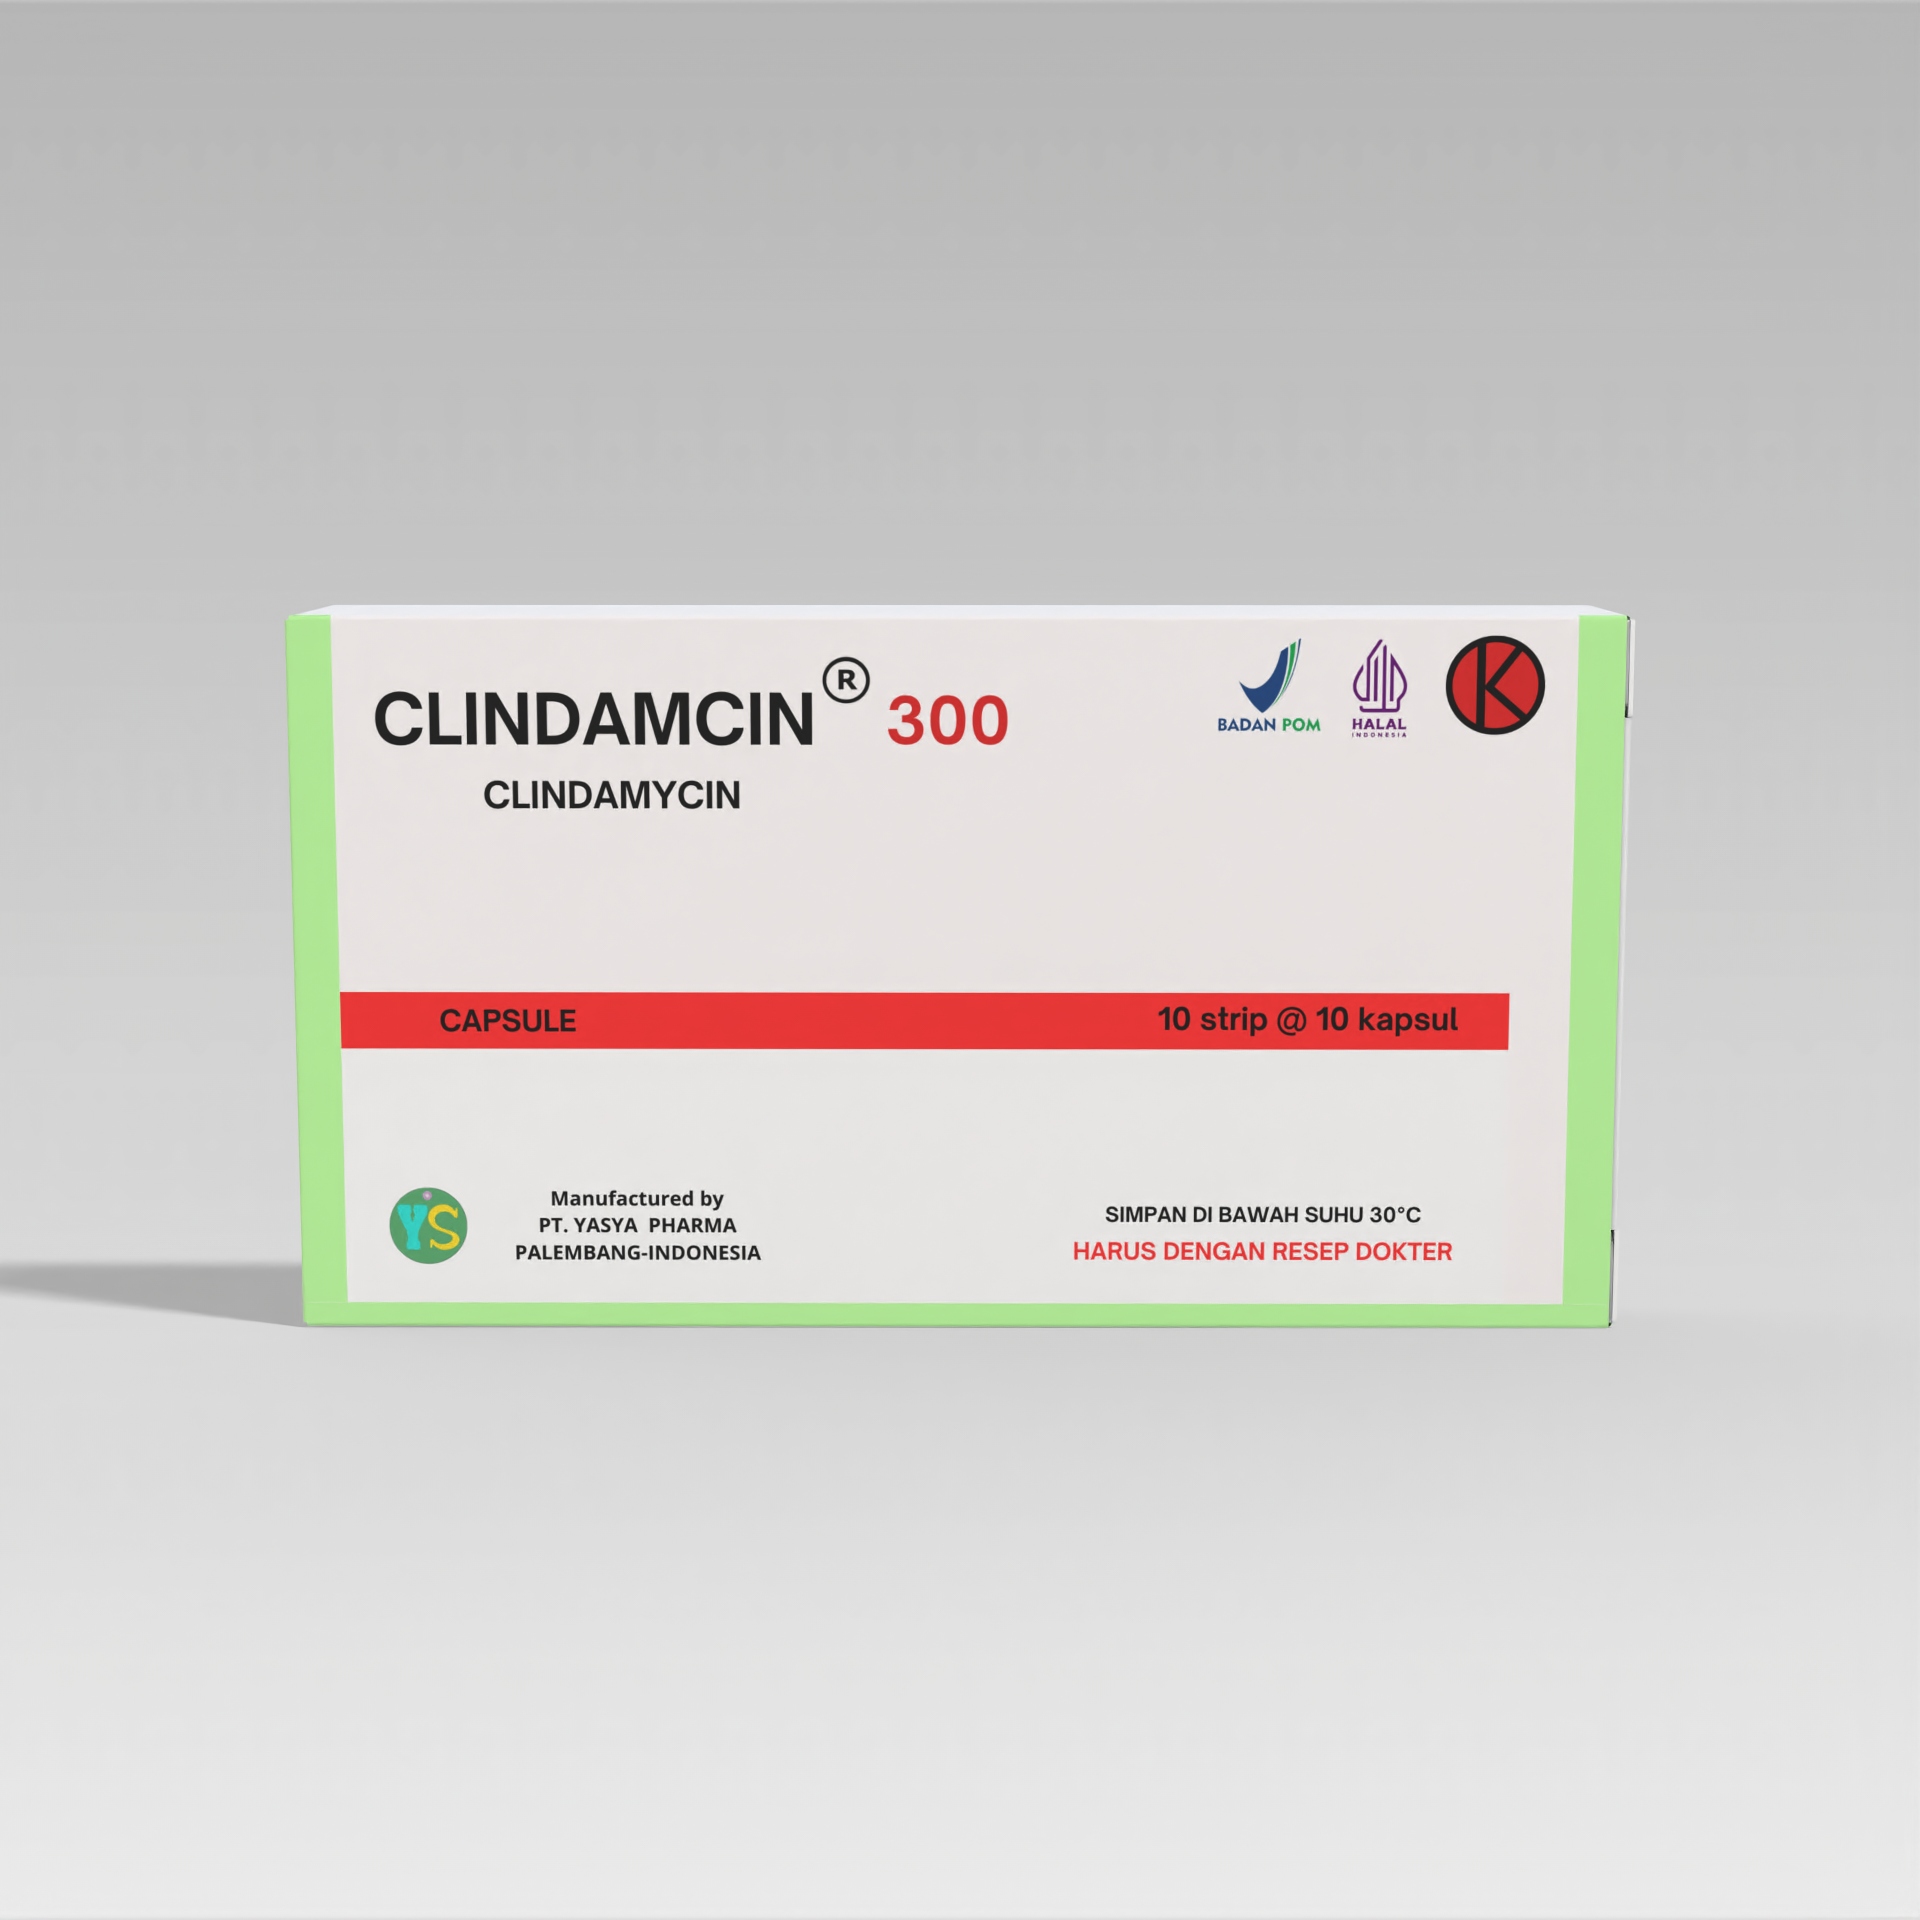 CLINDAMCIN® 300
CLINDAMYCIN
BADAN POM
HALAL
INDONESIA
K
CAPSULE
10 strip @ 10 kapsul
YS
Manufactured by
PT. YASYA PHARMA
PALEMBANG-INDONESIA
SIMPAN DI BAWAH SUHU 30°C
HARUS DENGAN RESEP DOKTER